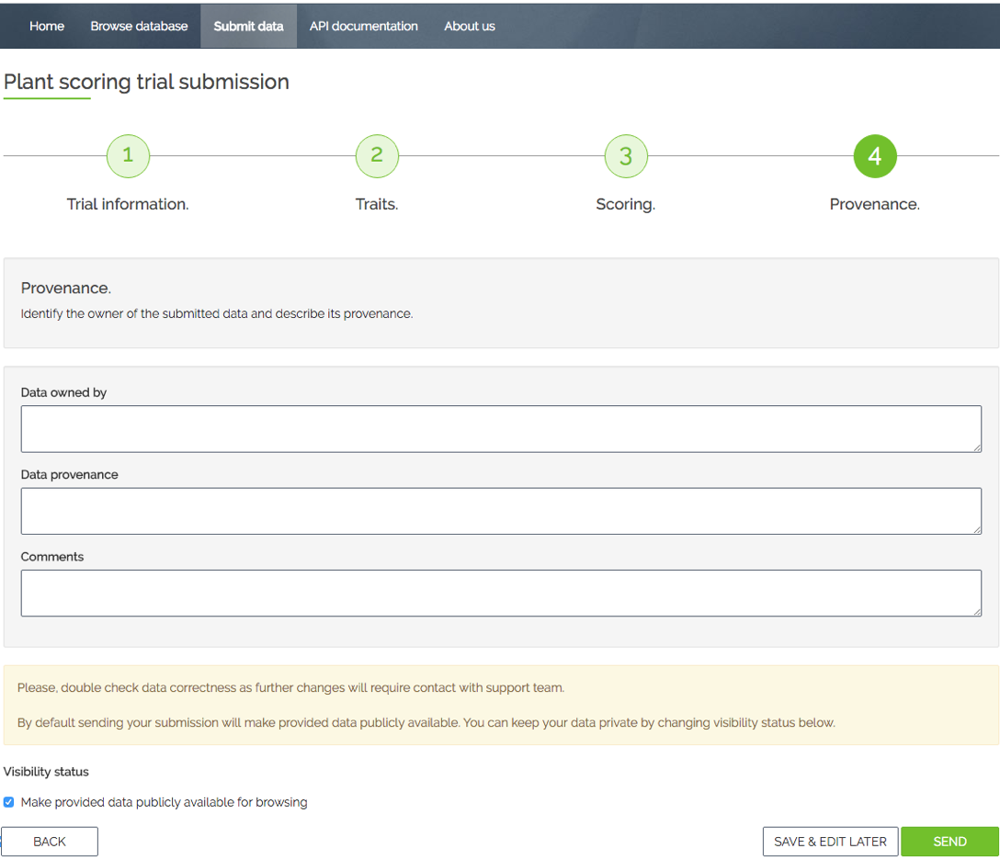 Home Browse database Submit data API documentation About us
Plant scoring trial submission
1 2 3 4
Trial information. Traits. Scoring. Provenance.
Provenance.
Identify the owner of the submitted data and describe its provenance.
Data owned by
Data provenance
Comments
Please, double check data correctness as further changes will require contact with support team.
By default sending your submission will make provided data publicly available. You can keep your data private by changing visibility status below.
Visibility status
Make provided data publicly available for browsing
BACK SAVE & EDIT LATER SEND